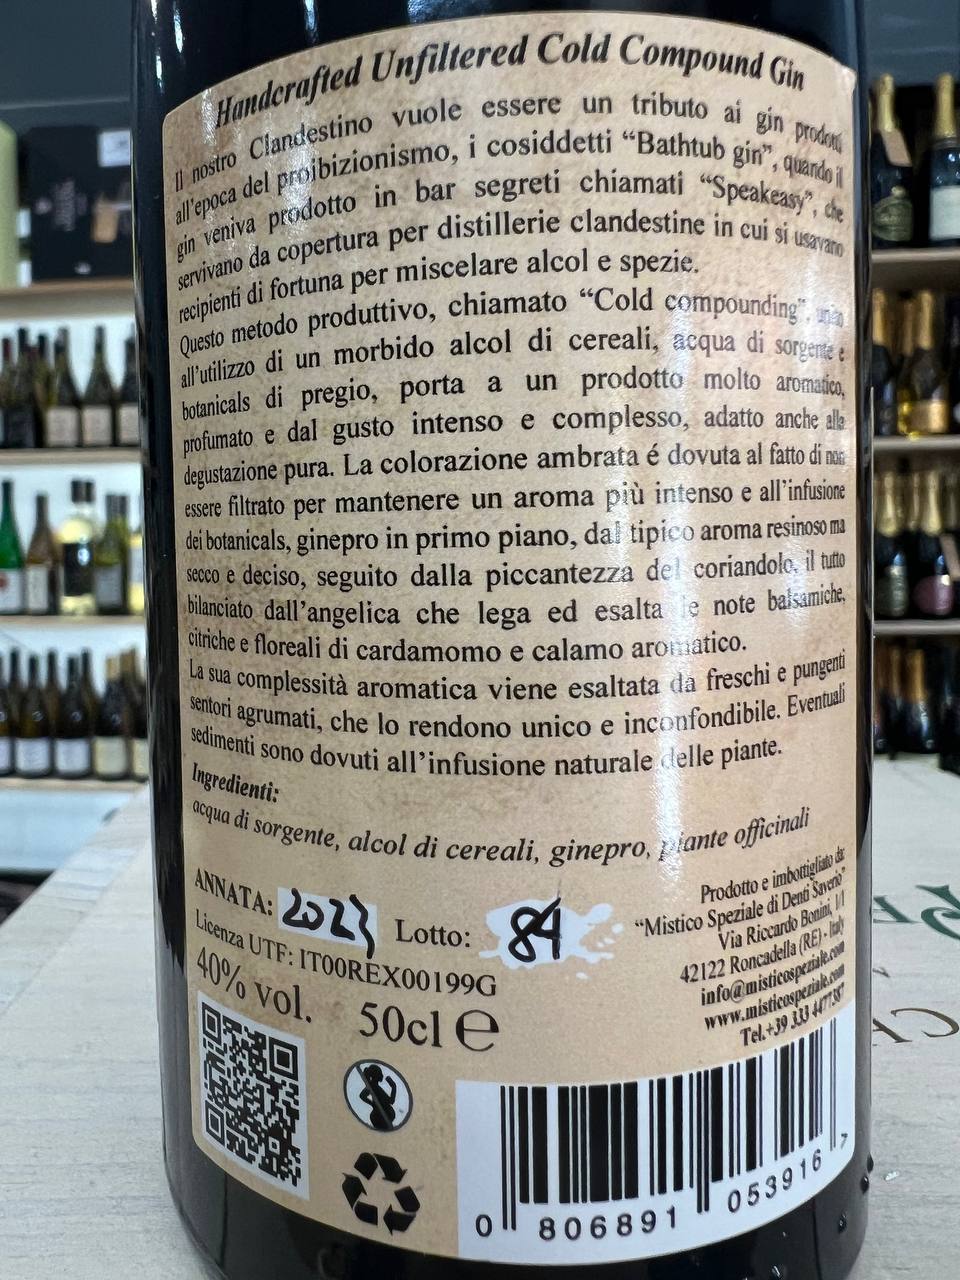 Handcrafted Unfiltered Cold Compound Gin
Il nostro Clandestino vuole essere un tributo ai gin prodotti
all'epoca del proibizionismo, i cosiddetti “Bathtub gin”, quando il
gin veniva prodotto in bar segreti chiamati “Speakeasy”, che
servivano da copertura per distillerie clandestine in cui si usavano
recipienti di fortuna per miscelare alcol e spezie.
Questo metodo produttivo, chiamato “Cold compounding”, unito
all'utilizzo di un morbido alcol di cereali, acqua di sorgente e
botanicals di pregio, porta a un prodotto molto aromatico,
profumato e dal gusto intenso e complesso, adatto anche alla
degustazione pura. La colorazione ambrata é dovuta al fatto di non
essere filtrato per mantenere un aroma più intenso e all'infusione
dei botanicals, ginepro in primo piano, dal tipico aroma resinoso ma
secco e deciso, seguito dalla piccantezza del coriandolo, il tutto
bilanciato dall'angelica che lega ed esalta le note balsamiche,
citriche e floreali di cardamomo e calamo aromatico.
La sua complessità aromatica viene esaltata da freschi e pungenti
sentori agrumati, che lo rendono unico e inconfondibile. Eventuali
sedimenti sono dovuti all'infusione naturale delle piante.
Ingredienti:
acqua di sorgente, alcol di cereali, ginepro, piante officinali
ANNATA: 2023 Lotto: 84
Licenza UTF: IT00REX00199G
40% vol. 50cl e
Prodotto e imbottigliato da:
“Mistico Speziale di Denti Saverio”
Via Riccardo Bonini, 1/1
42122 Roncadella (RE) - Italy
info@misticospeziale.com
www.misticospeziale.com
Tel.+39 333 4477387
0 806891 053916 7